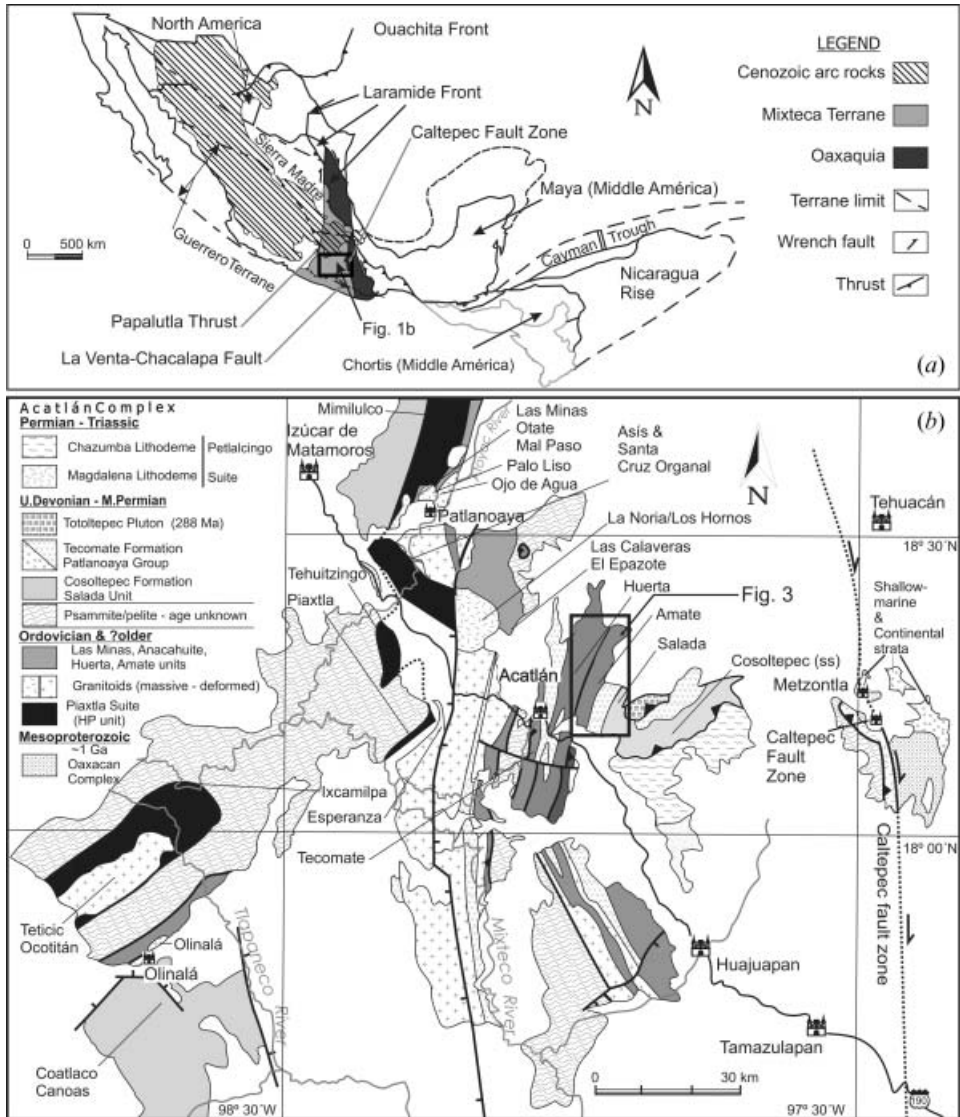 North America
Ouachita Front
Laramide Front
Caltepec Fault Zone
Sierra Madre
Maya (Middle América)
Cayman Trough
Nicaragua
Rise
Guerrero Terrane
0 500 km
Papalutla Thrust
Fig. 1b
La Venta-Chacalapa Fault
Chortis (Middle América)
N
LEGEND
Cenozoic arc rocks
Mixteca Terrane
Oaxaquia
Terrane limit
Wrench fault
Thrust
(a)
Acatlán Complex
Permian - Triassic
Chazumba Lithodeme
Magdalena Lithodeme
Petlalcingo
Suite
U.Devonian - M.Permian
Totoltepec Pluton (288 Ma)
Tecomate Formation
Patlanoaya Group
Cosoltepec Formation
Salada Unit
Psammite/pelite - age unknown
Ordovician & ?older
Las Minas, Anacahuite,
Huerta, Amate units
Granitoids (massive - deformed)
Piaxtla Suite
(HP unit)
Mesoproterozoic
~1 Ga
Oaxacan
Complex
(b)
Mimilulco
Izúcar de
Matamoros
Las Minas
Otate
Mal Paso
Palo Liso
Ojo de Agua
River
Patlanoaya
Asís &
Santa
Cruz Organal
La Noria/Los Hornos
Las Calaveras
El Epazote
Huerta
Fig. 3
Amate
Salada
N
Tehuacán
18º 30´N
Shallow-
marine
&
Continental
strata
Tehuitzingo
Piaxtla
Acatlán
Cosoltepec (ss)
Metzontla
Caltepec
Fault
Zone
Ixcamilpa
Esperanza
Tecomate
18º 00´N
Caltepec fault zone
Teticic
Ocotitán
Olinalá
Olinalá
Tlapaneco
River
Mixteco River
Huajuapan
Coatlaco
Canoas
Tamazulapan
0 30 km
98º 30´W
97º 30´W
190